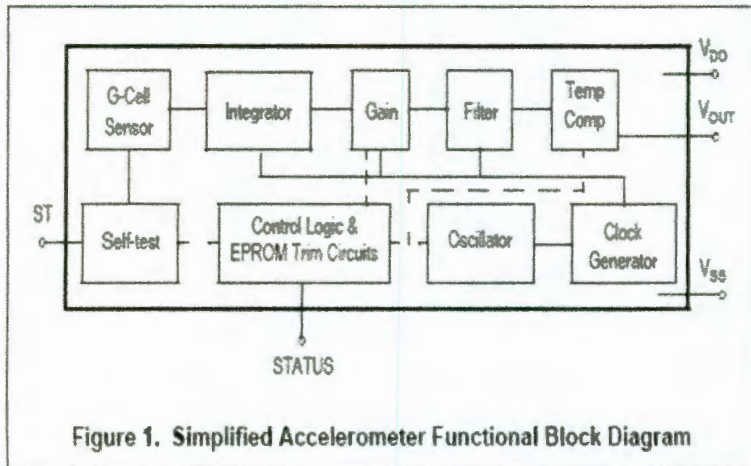 V_DD
G-Cell
Sensor
Integrator
Gain
Filter
Temp
Comp
V_OUT
ST
Self-test
Control Logic &
EPROM Trim Circuits
Oscillator
Clock
Generator
V_SS
STATUS
Figure 1. Simplified Accelerometer Functional Block Diagram